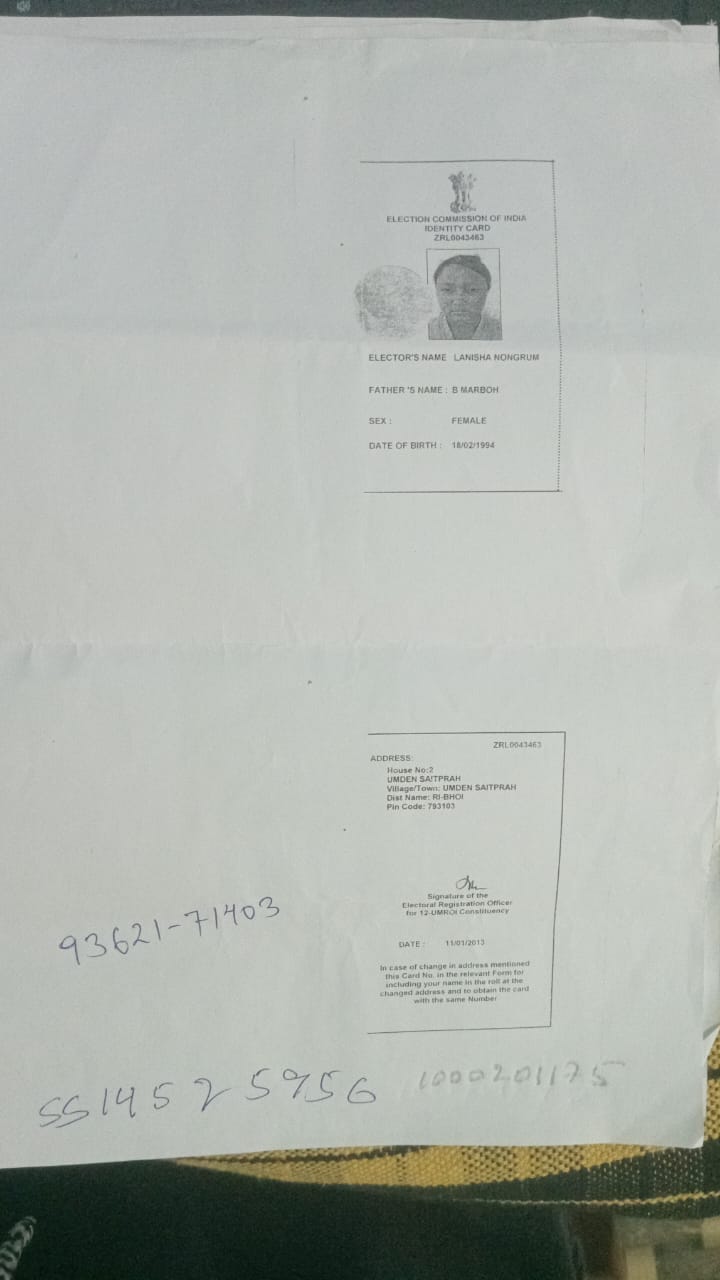 ELECTION COMMISSION OF INDIA
IDENTITY CARD
ZRL0043463
ELECTOR'S NAME LANISHA NONGRUM
FATHER 'S NAME : B MARBOH
SEX : FEMALE
DATE OF BIRTH : 18/02/1994
ZRL0043463
ADDRESS:
House No:2
UMDEN SAITPRAH
Village/Town: UMDEN SAITPRAH
Dist Name: RI-BHOI
Pin Code: 793103
Signature of the
Electoral Registration Officer
for 12-UMROI Constituency
DATE : 11/01/2013
In case of change in address mentioned
this Card No. in the relevant Form for
including your name in the roll at the
changed address and to obtain the card
with the same Number
93621-71403
SS14525956
1000201175